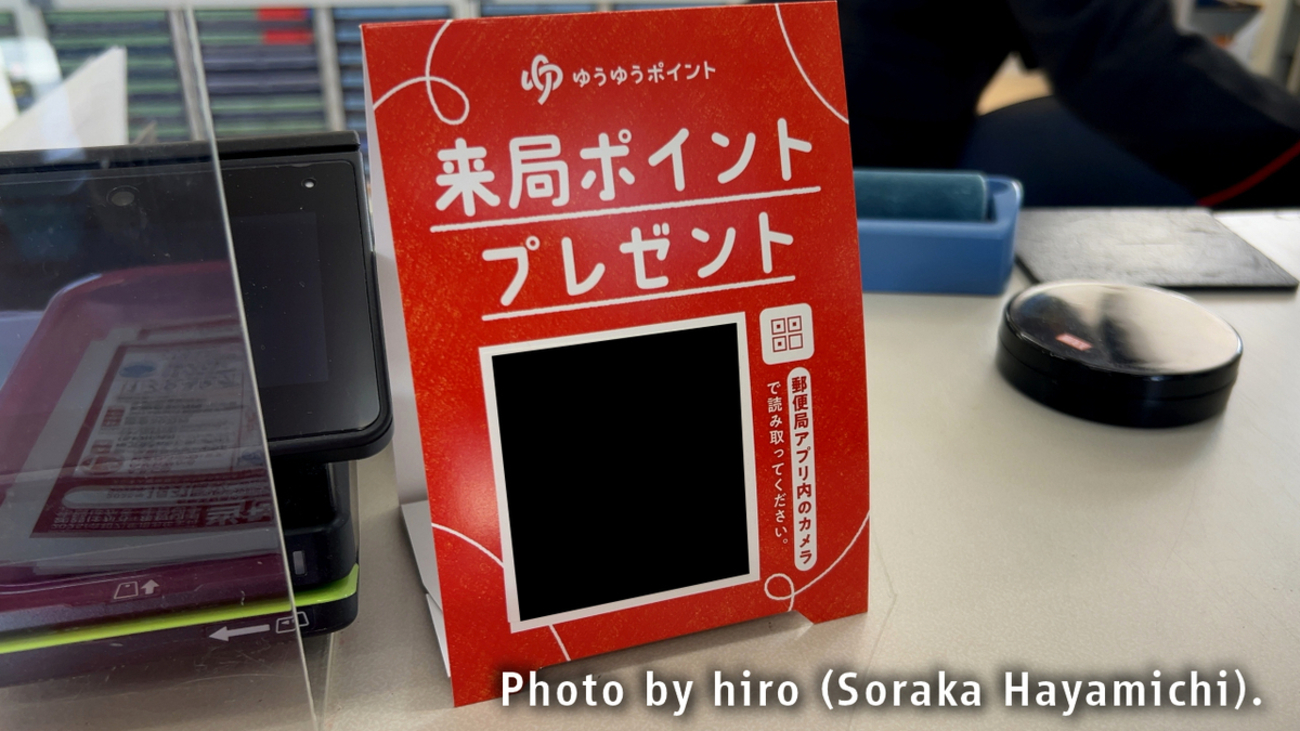 ゆうゆうポイント
来局ポイント
プレゼント
郵便局アプリ内のカメラ
で読み取ってください。
Photo by hiro (Soraka Hayamichi).